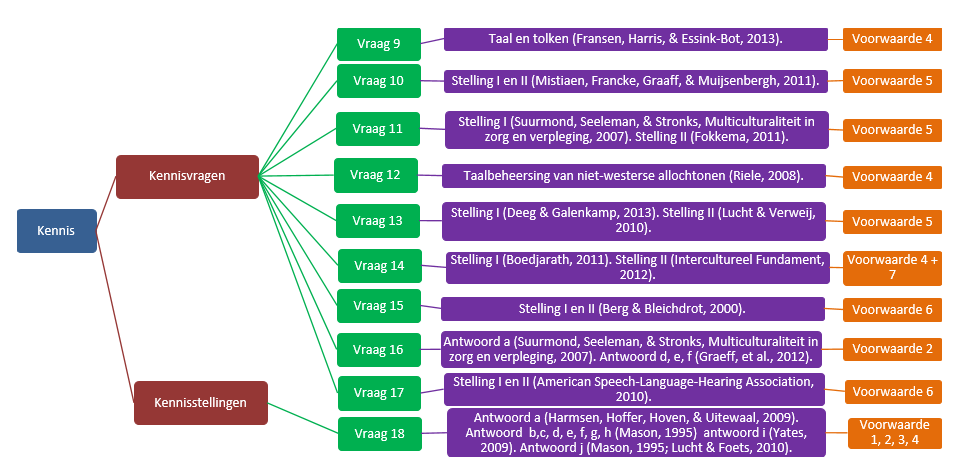 Kennis
Kennisvragen
Kennisstellingen
Vraag 9
Taal en tolken (Fransen, Harris, & Essink-Bot, 2013).
Voorwaarde 4
Vraag 10
Stelling I en II (Mistiaen, Francke, Graaff, & Muijsenbergh, 2011).
Voorwaarde 5
Vraag 11
Stelling I (Suurmond, Seeleman, & Stronks, Multiculturaliteit in
zorg en verpleging, 2007). Stelling II (Fokkema, 2011).
Voorwaarde 5
Vraag 12
Taalbeheersing van niet-westerse allochtonen (Riele, 2008).
Voorwaarde 4
Vraag 13
Stelling I (Deeg & Galenkamp, 2013). Stelling II (Lucht & Verweij,
2010).
Voorwaarde 5
Vraag 14
Stelling I (Boedjarath, 2011). Stelling II (Intercultureel Fundament,
2012).
Voorwaarde 4 +
7
Vraag 15
Stelling I en II (Berg & Bleichdrot, 2000).
Voorwaarde 6
Vraag 16
Antwoord a (Suurmond, Seeleman, & Stronks, Multiculturaliteit in
zorg en verpleging, 2007). Antwoord d, e, f (Graeff, et al., 2012).
Voorwaarde 2
Vraag 17
Stelling I en II (American Speech-Language-Hearing Association,
2010).
Voorwaarde 6
Vraag 18
Antwoord a (Harmsen, Hoffer, Hoven, & Uitewaal, 2009).
Antwoord b,c, d, e, f, g, h (Mason, 1995) antwoord i (Yates,
2009). Antwoord j (Mason, 1995; Lucht & Foets, 2010).
Voorwaarde
1, 2, 3, 4